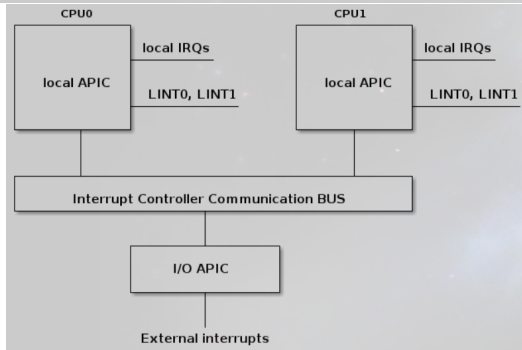 CPU0 CPU1
local IRQs local IRQs
local APIC local APIC
LINT0, LINT1 LINT0, LINT1
Interrupt Controller Communication BUS
I/O APIC
External interrupts